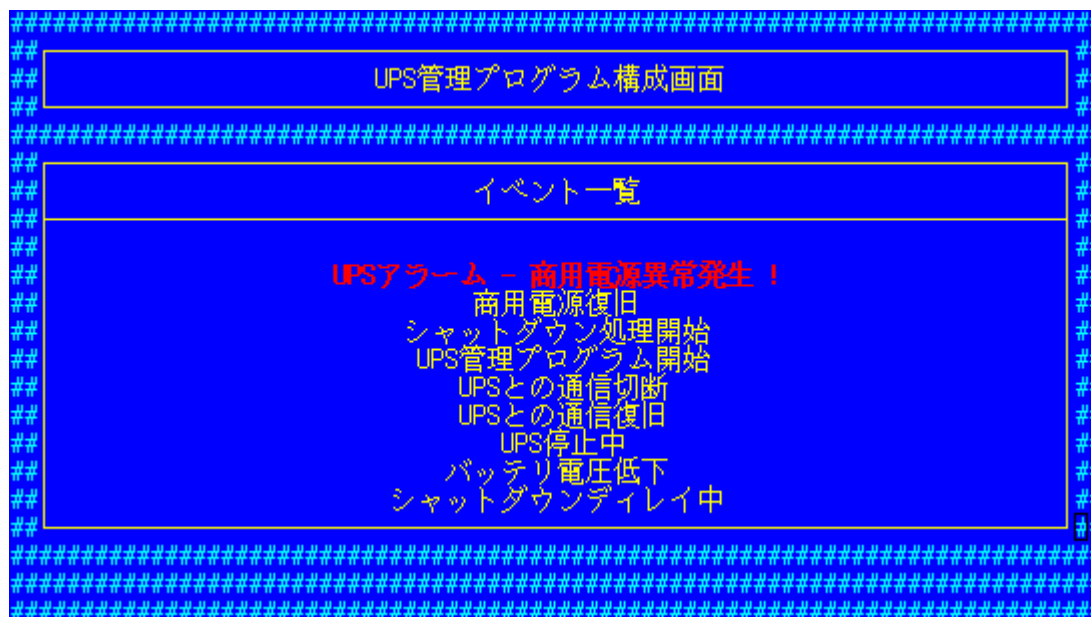 UPS管理プログラム構成画面
イベント一覧
UPSアラーム - 商用電源異常発生 !
商用電源復旧
シャットダウン処理開始
UPS管理プログラム開始
UPSとの通信切断
UPSとの通信復旧
UPS停止中
バッテリ電圧低下
シャットダウンディレイ中